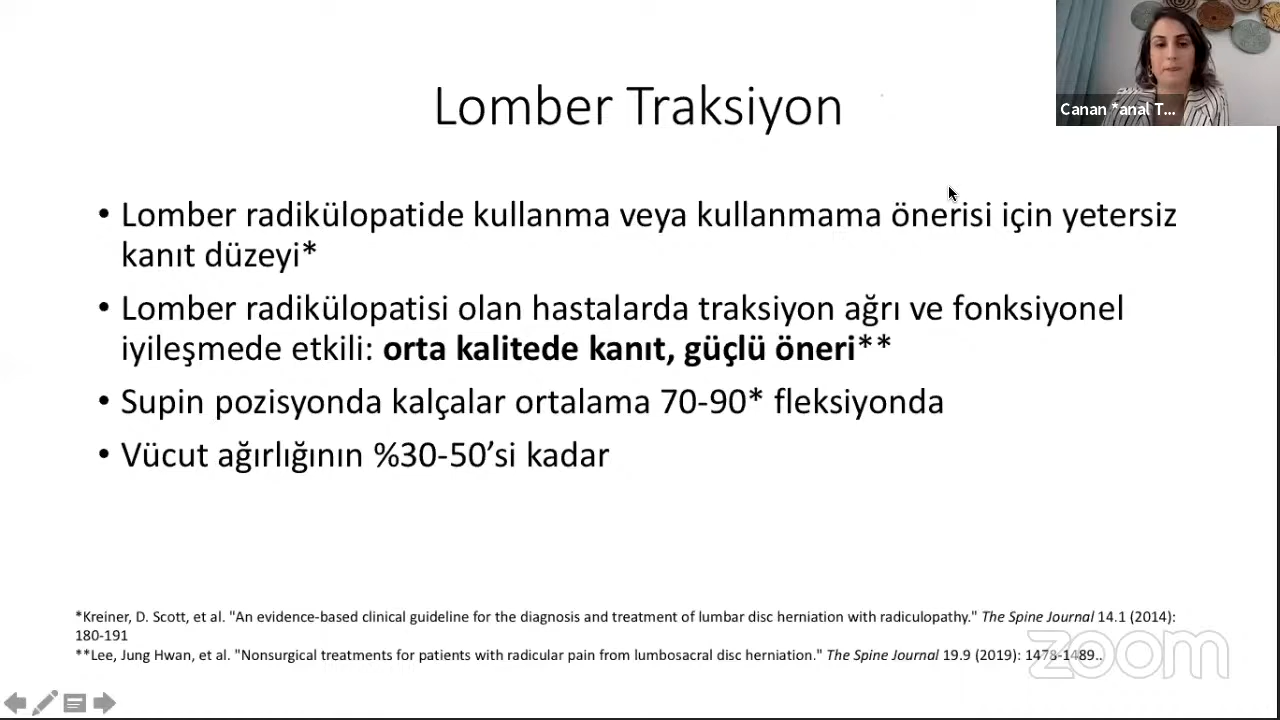 Lomber Traksiyon
Canan *anal T...
• Lomber radikülopatide kullanma veya kullanmama önerisi için yetersiz
kanıt düzeyi*
• Lomber radikülopatisi olan hastalarda traksiyon ağrı ve fonksiyonel
iyileşmede etkili: orta kalitede kanıt, güçlü öneri**
• Supin pozisyonda kalçalar ortalama 70-90* fleksiyonda
• Vücut ağırlığının %30-50’si kadar
*Kreiner, D. Scott, et al. "An evidence-based clinical guideline for the diagnosis and treatment of lumbar disc herniation with radiculopathy." The Spine Journal 14.1 (2014):
180-191
**Lee, Jung Hwan, et al. "Nonsurgical treatments for patients with radicular pain from lumbosacral disc herniation." The Spine Journal 19.9 (2019): 1478-1489..
zoom